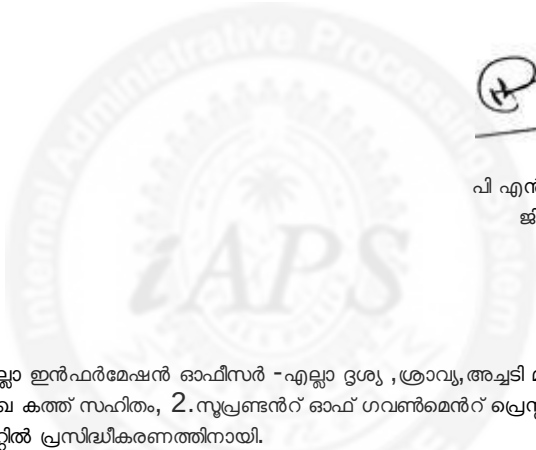 Internal Administrative Processing System
iAPS
പി എൻ
ജി
ല്ലാ ഇൻഫർമേഷൻ ഓഫീസർ -എല്ലാ ദൃശ്യ ,ശ്രാവ്യ,അച്ചടി
ഖ കത്ത് സഹിതം, 2.സൂപ്രണ്ടൻറ് ഓഫ് ഗവൺമെൻറ് പ്രെസ്സ്
റ്റിൽ പ്രസിദ്ധീകരണത്തിനായി.